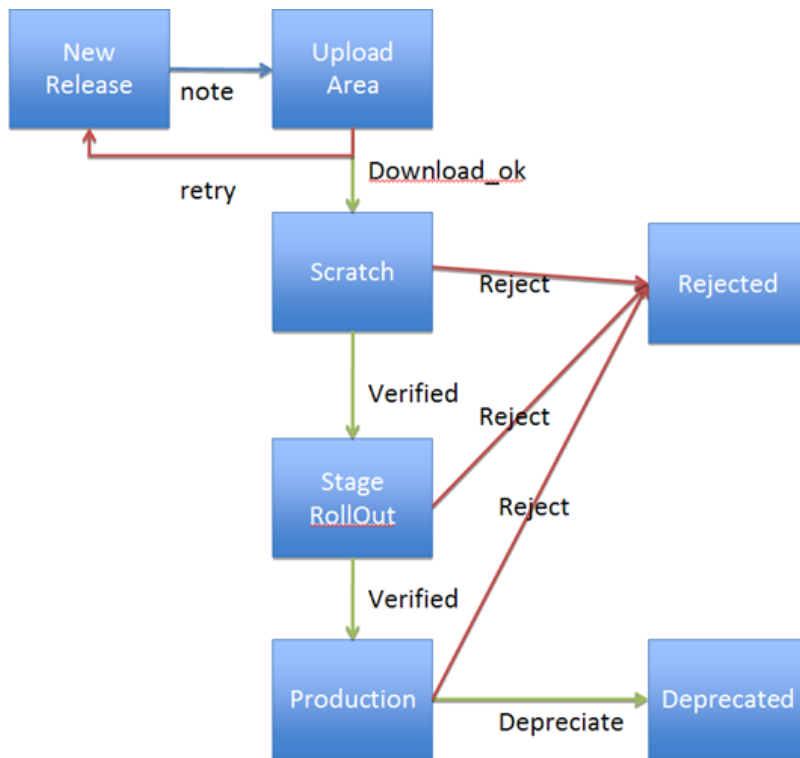 New
Release
note
Upload
Area
retry
Download_ok
Scratch
Reject
Rejected
Verified
Reject
Stage
RollOut
Reject
Verified
Production
Depreciate
Deprecated